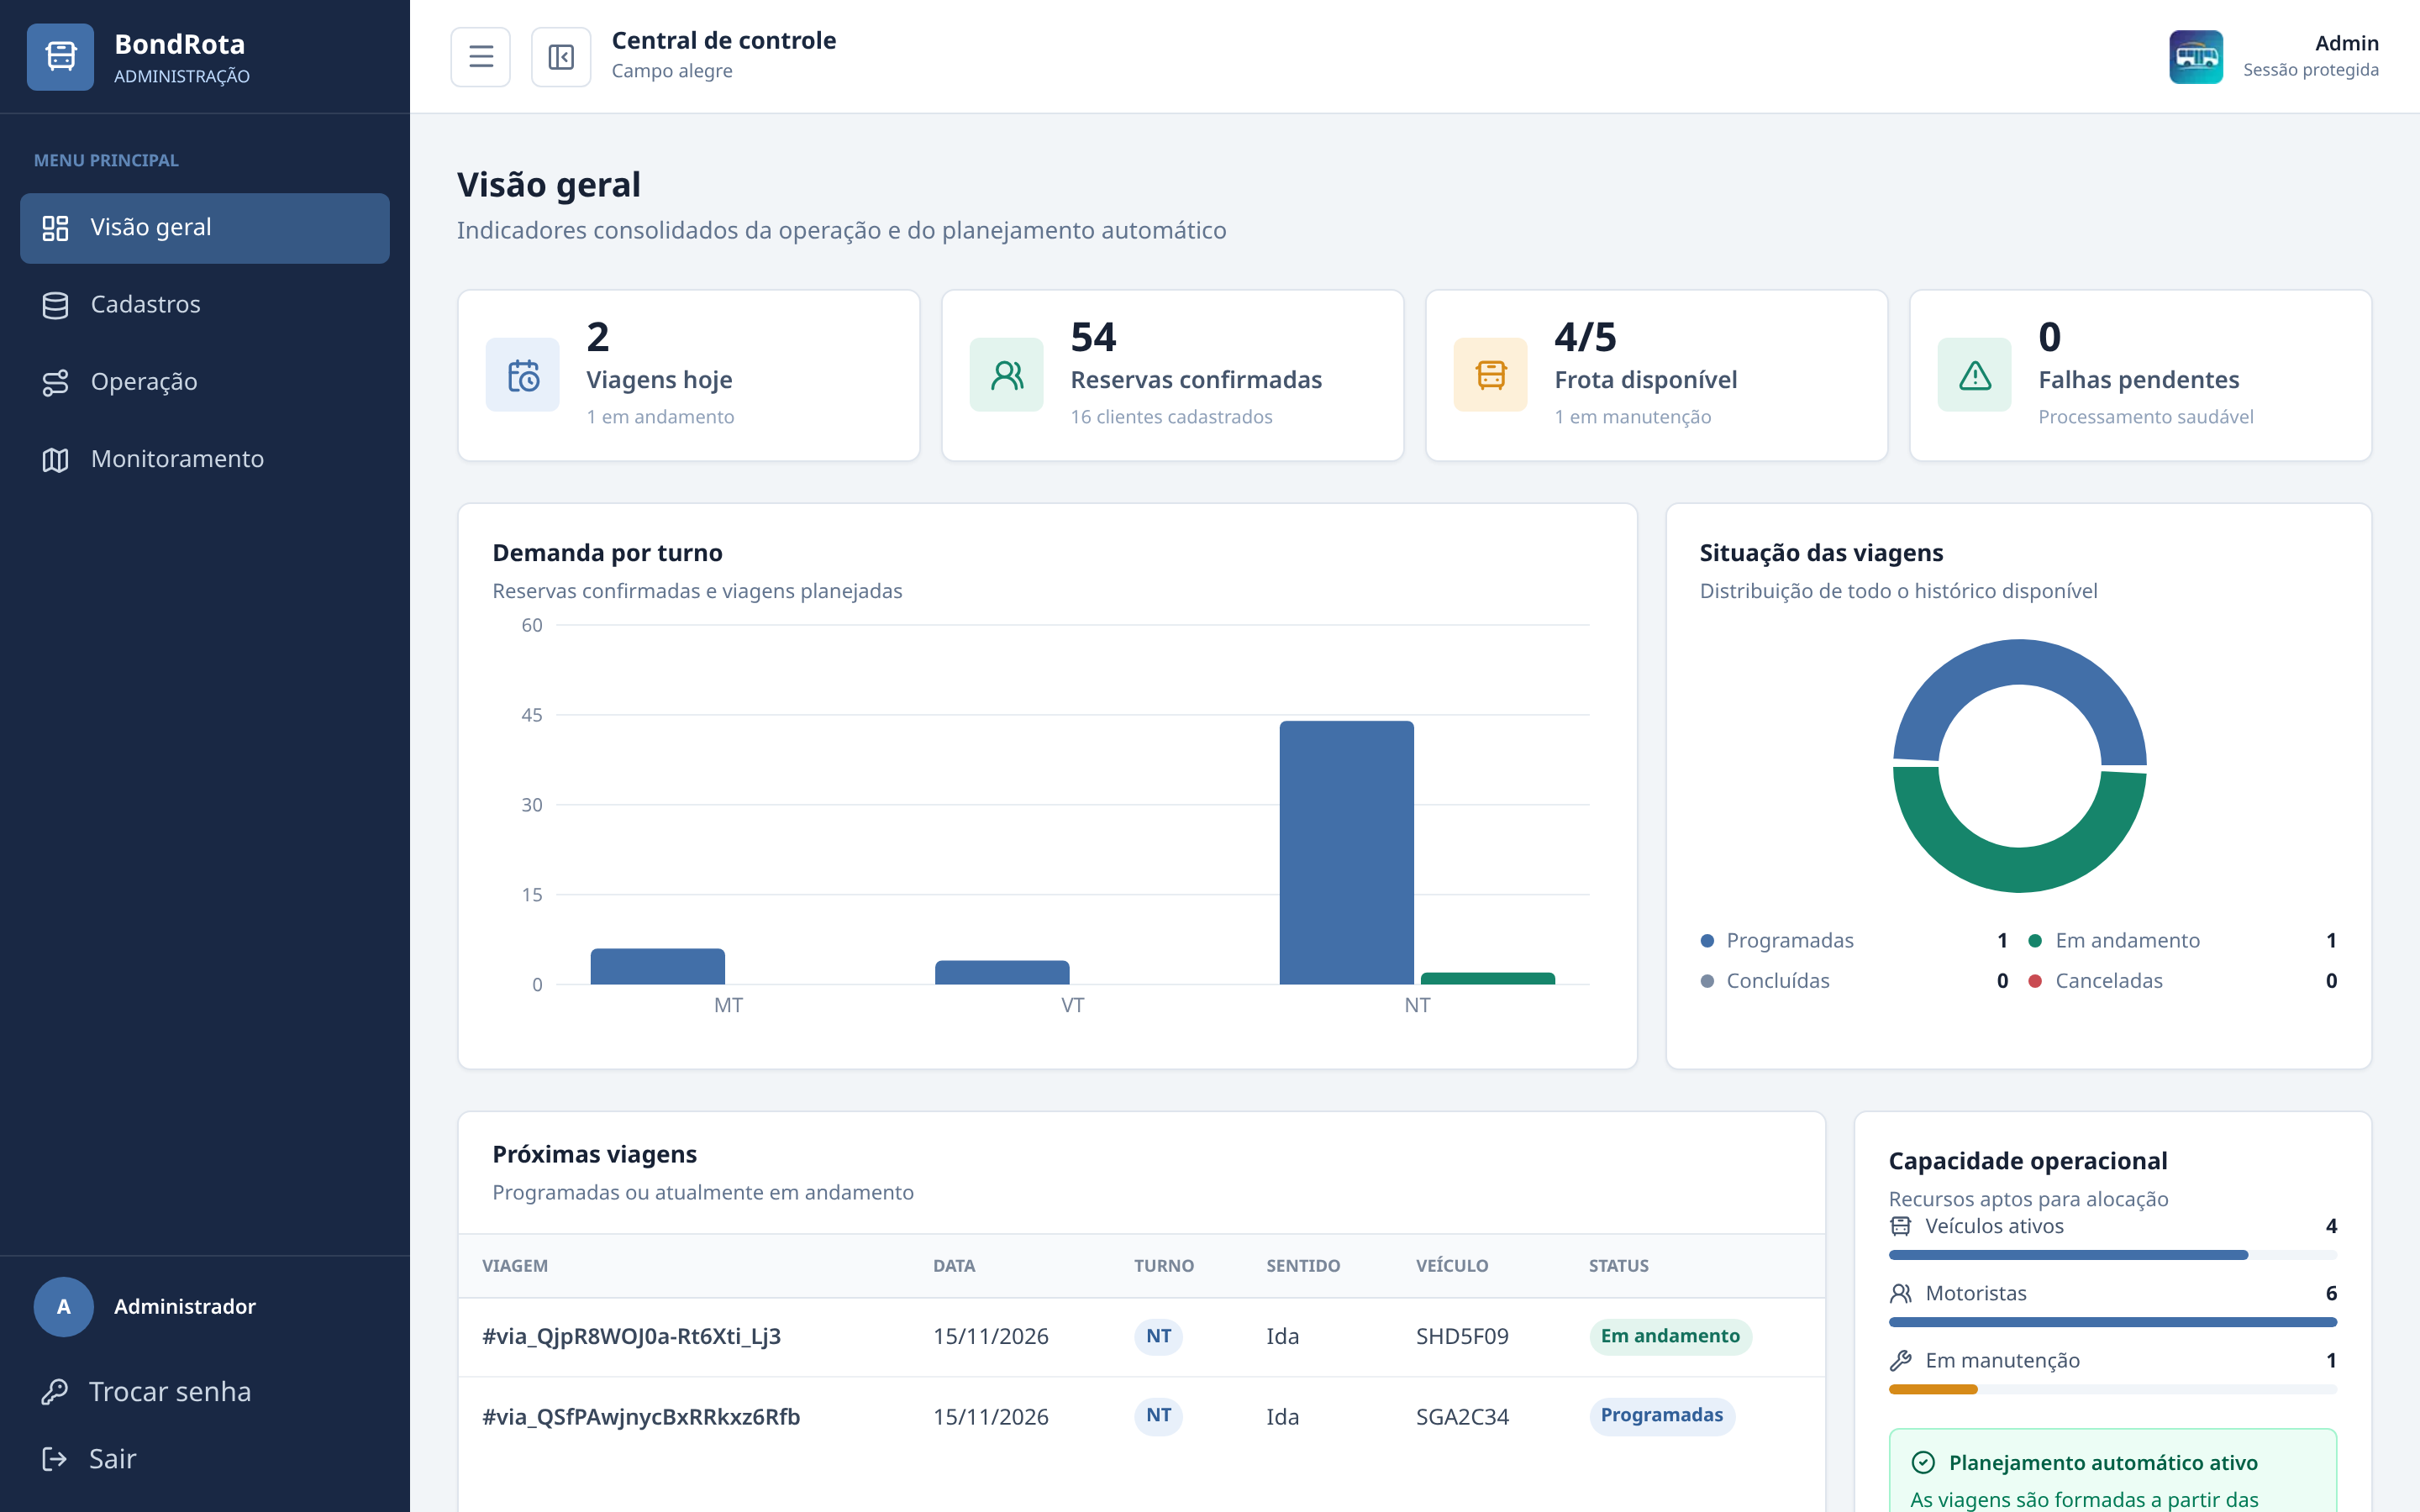 BondRota
ADMINISTRAÇÃO
MENU PRINCIPAL
Visão geral
Cadastros
Operação
Monitoramento
A
Administrador
Trocar senha
Sair
Central de controle
Campo alegre
Admin
Sessão protegida
Visão geral
Indicadores consolidados da operação e do planejamento automático
2
Viagens hoje
1 em andamento
54
Reservas confirmadas
16 clientes cadastrados
4/5
Frota disponível
1 em manutenção
0
Falhas pendentes
Processamento saudável
Demanda por turno
Reservas confirmadas e viagens planejadas
60
45
30
15
0
MT VT NT
Situação das viagens
Distribuição de todo o histórico disponível
Programadas 1 Em andamento 1
Concluídas 0 Canceladas 0
Próximas viagens
Programadas ou atualmente em andamento
VIAGEM DATA TURNO SENTIDO VEÍCULO STATUS
#via_QjpR8WOJ0a-Rt6Xti_Lj3 15/11/2026 NT Ida SHD5F09 Em andamento
#via_QSfPAwjnycBxRRkxz6Rfb 15/11/2026 NT Ida SGA2C34 Programadas
Capacidade operacional
Recursos aptos para alocação
Veículos ativos 4
Motoristas 6
Em manutenção 1
Planejamento automático ativo
As viagens são formadas a partir das